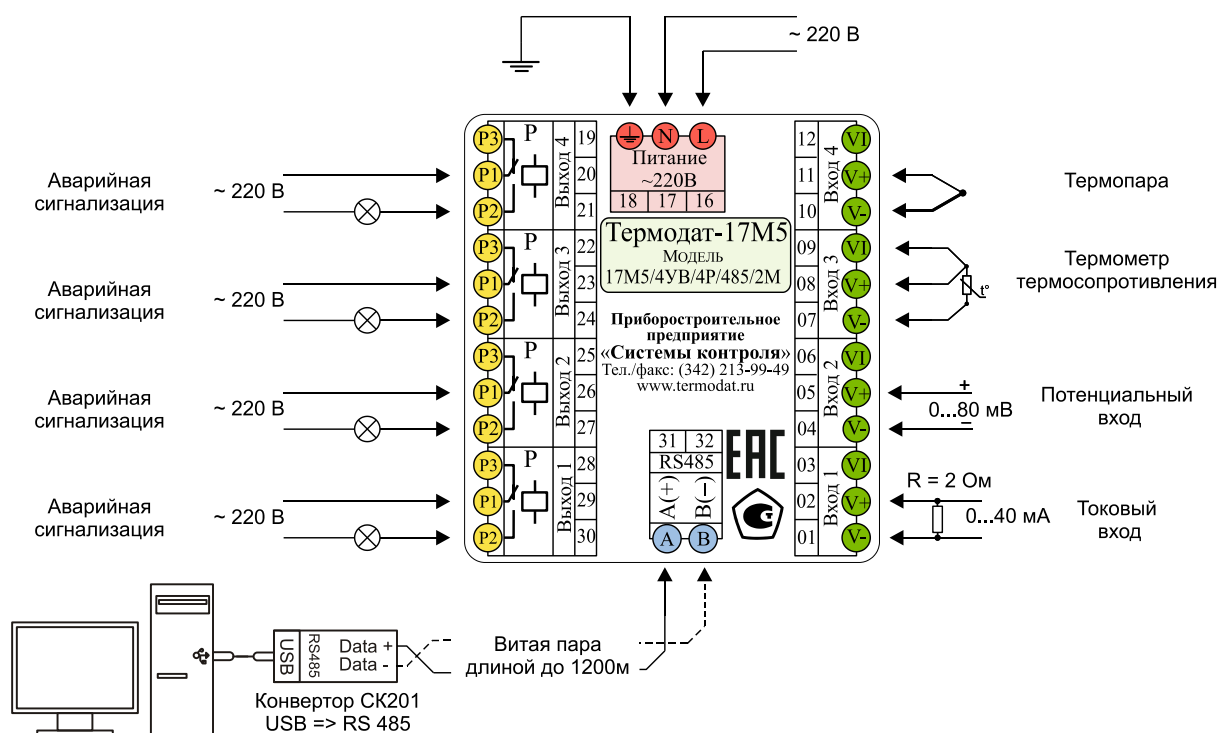 ~ 220 В
Аварийная
сигнализация
~ 220 В
Аварийная
сигнализация
~ 220 В
Аварийная
сигнализация
~ 220 В
Аварийная
сигнализация
~ 220 В
P3
P1
P2
P
Выход 4
19
20
21
P3
P1
P2
P
Выход 3
22
23
24
P3
P1
P2
P
Выход 2
25
26
27
P3
P1
P2
P
Выход 1
28
29
30
N
L
Питание
~220В
18 17 16
Термодат-17М5
Модель
17М5/4УВ/4Р/485/2М
Приборостроительное
предприятие
«Системы контроля»
Тел./факс: (342) 213-99-49
www.termodat.ru
31 32
RS485
A(+)
B(−)
A
B
EAC
С
12
11
10
Вход 4
VI
V+
V-
09
08
07
Вход 3
VI
V+
V-
06
05
04
Вход 2
VI
V+
V-
03
02
01
Вход 1
VI
V+
V-
Термопара
t°
Термометр
термосопротивления
+
0...80 мВ
−
Потенциальный
вход
R = 2 Ом
0...40 мА
Токовый
вход
USB
RS485
Data +
Data -
Витая пара
длиной до 1200м
Конвертор СК201
USB => RS 485